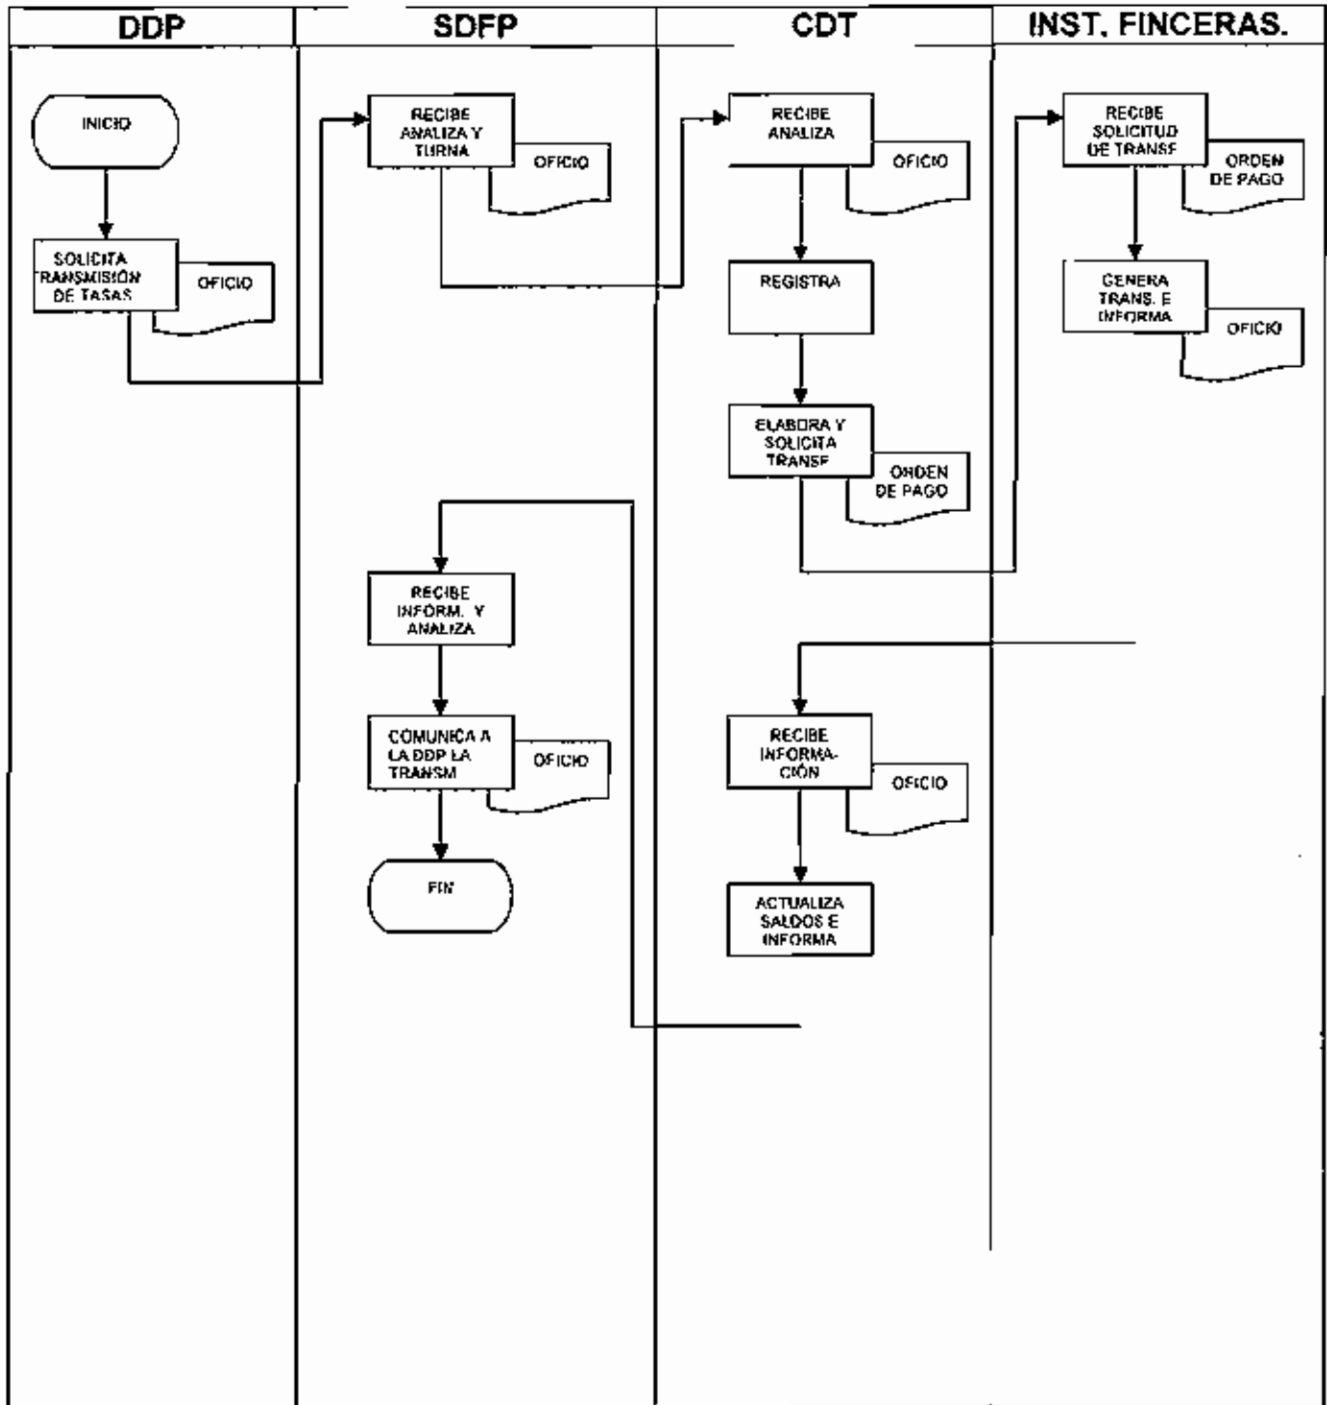 DDP
SDFP
CDT
INST. FINCERAS.
INICIO
SOLICITA
TRANSMISIÓN
DE TASAS
OFICIO
RECIBE
ANALIZA Y
TURNA
OFICIO
RECIBE
ANALIZA
OFICIO
REGISTRA
ELABORA Y
SOLICITA
TRANSF
ORDEN
DE PAGO
RECIBE
SOLICITUD
DE TRANSF
ORDEN
DE PAGO
GENERA
TRANS. E
INFORMA
OFICIO
RECIBE
INFORMA-
CIÓN
OFICIO
ACTUALIZA
SALDOS E
INFORMA
RECIBE
INFORM. Y
ANALIZA
COMUNICA A
LA DDP LA
TRANSM
OFICIO
FIN